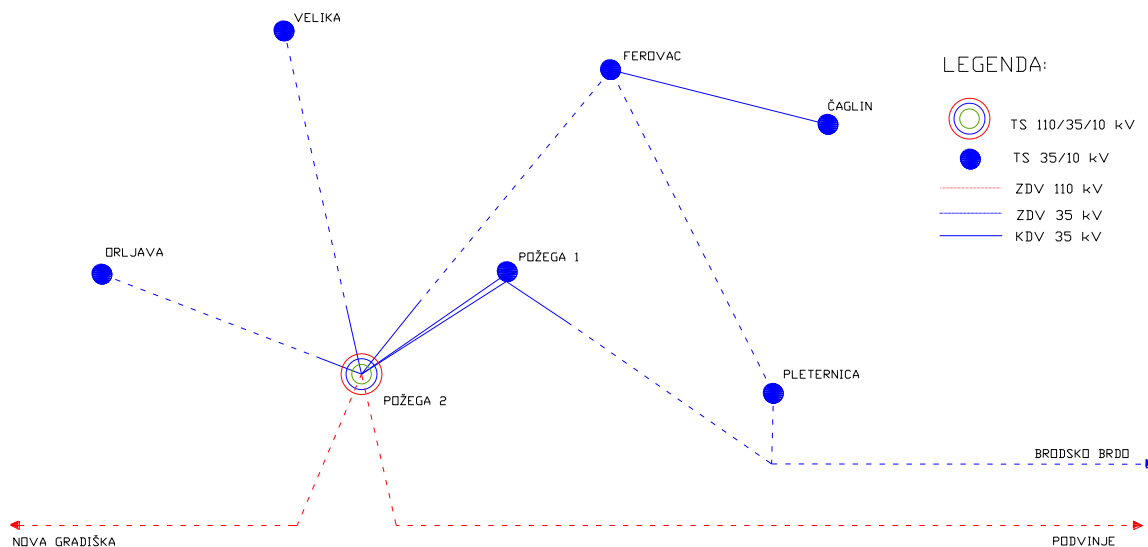 VELIKA
FEROVAC
LEGENDA:
ČAGLIN
TS 110/35/10 kV
TS 35/10 kV
ZDV 110 kV
ZDV 35 kV
KDV 35 kV
ORLJAVA
POŽEGA 1
PLETERNICA
POŽEGA 2
BRODSKO BRDO
NOVA GRADIŠKA
PODVINJE